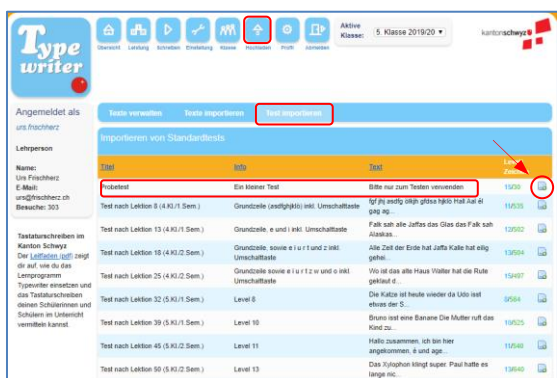 Type
writer
Übersicht Leistung Schreiben Einstellung Klasse Hochladen Profil Abmelden
Aktive
Klasse:
5. Klasse 2019/20
kantonschwyz
Angemeldet als
urs.frischherz
Lehrperson
Name:
Urs Frischherz
E-Mail:
urs@frischherz.ch
Besuche: 303
Tastaturschreiben im
Kanton Schwyz
Der Leitfaden (pdf) zeigt
dir auf, wie du das
Lernprogramm
Typewriter einsetzen und
das Tastaturschreiben
deinen Schülerinnen und
Schülern im Unterricht
vermitteln kannst.
Texte verwalten Texte importieren Test importieren
Importieren von Standardtests
Titel Info Text
Probetest Ein kleiner Test Bitte nur zum Testen verwenden 15/30
Test nach Lektion 8 (4.Kl./1.Sem.) Grundzeile (asdfghjklö) inkl. Umschalttaste
gag ag... 11/535
Test nach Lektion 13 (4.Kl./1.Sem.) Grundzeile, e und i inkl. Umschalttaste Falk sah alle Jaffas das Glas das Falk sah
Alaskas... 12/502
Test nach Lektion 18 (4.Kl./2.Sem.) Grundzeile, sowie e i u r t und z inkl.
Umschalttaste Alle Zeit der Erde hat Jaffa Kalle hat eilig
gehei... 13/504
Test nach Lektion 25 (4.Kl./2.Sem.) Grundzeile sowie e i u r t z w und o inkl.
Umschalttaste Wo ist das alte Haus Walter hat die Rute
geklaut d... 15/497
Test nach Lektion 32 (5.Kl./1.Sem.) Level 8 Die Katze ist heute wieder da Udo isst
etwas der S...
Test nach Lektion 39 (5.Kl./2.Sem.) Level 10 Bruno isst eine Banane Die Mutter ruft das
Kind zu... 10/525
Test nach Lektion 45 (5.Kl./2.Sem.) Level 11 Hallo zusammen, ich bin hier
angekommen, è und age...
Test nach Lektion 50 (5.Kl./2.Sem.) Level 13 Das Xylophon klingt super. Paul hatte es
lange nic...